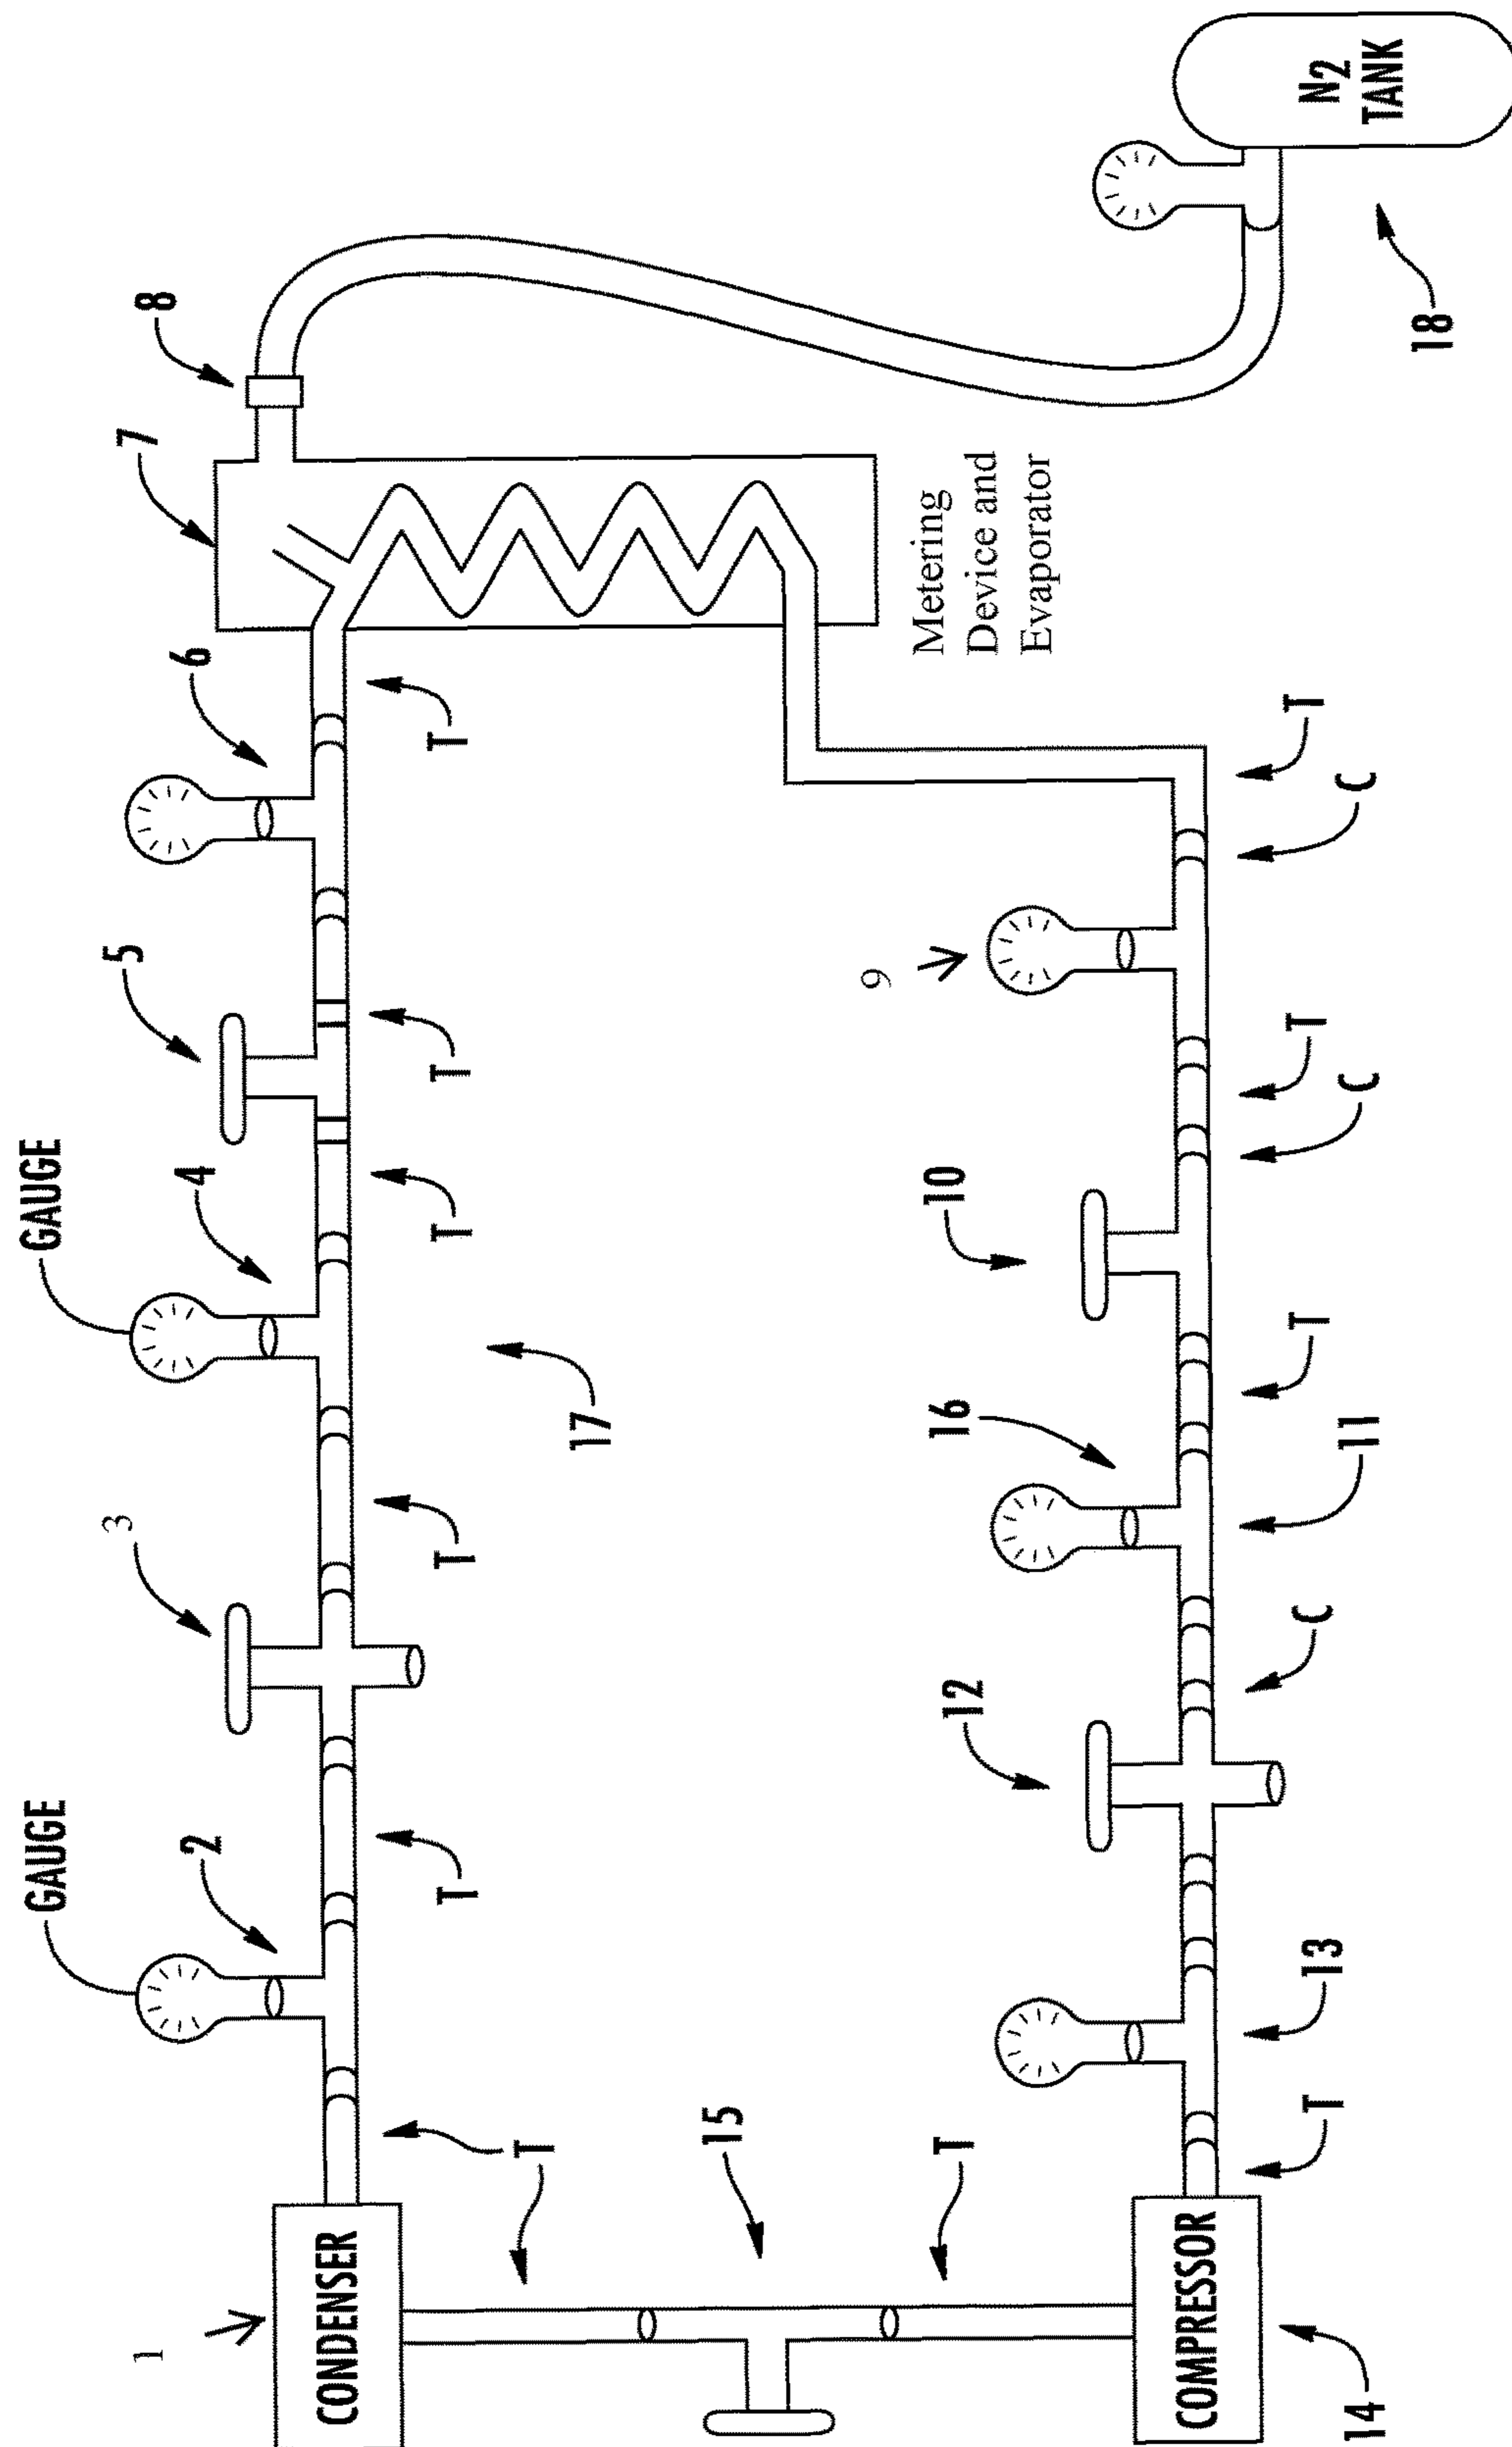 GAUGE
GAUGE
1
2
3
4
5
6
7
8
CONDENSER
T
T
T
T
T
T
17
15
T
12
16
10
9
Metering
Device and
Evaporator
COMPRESSOR
14
T
13
C
11
T
C
T
C
T
N2
TANK
18